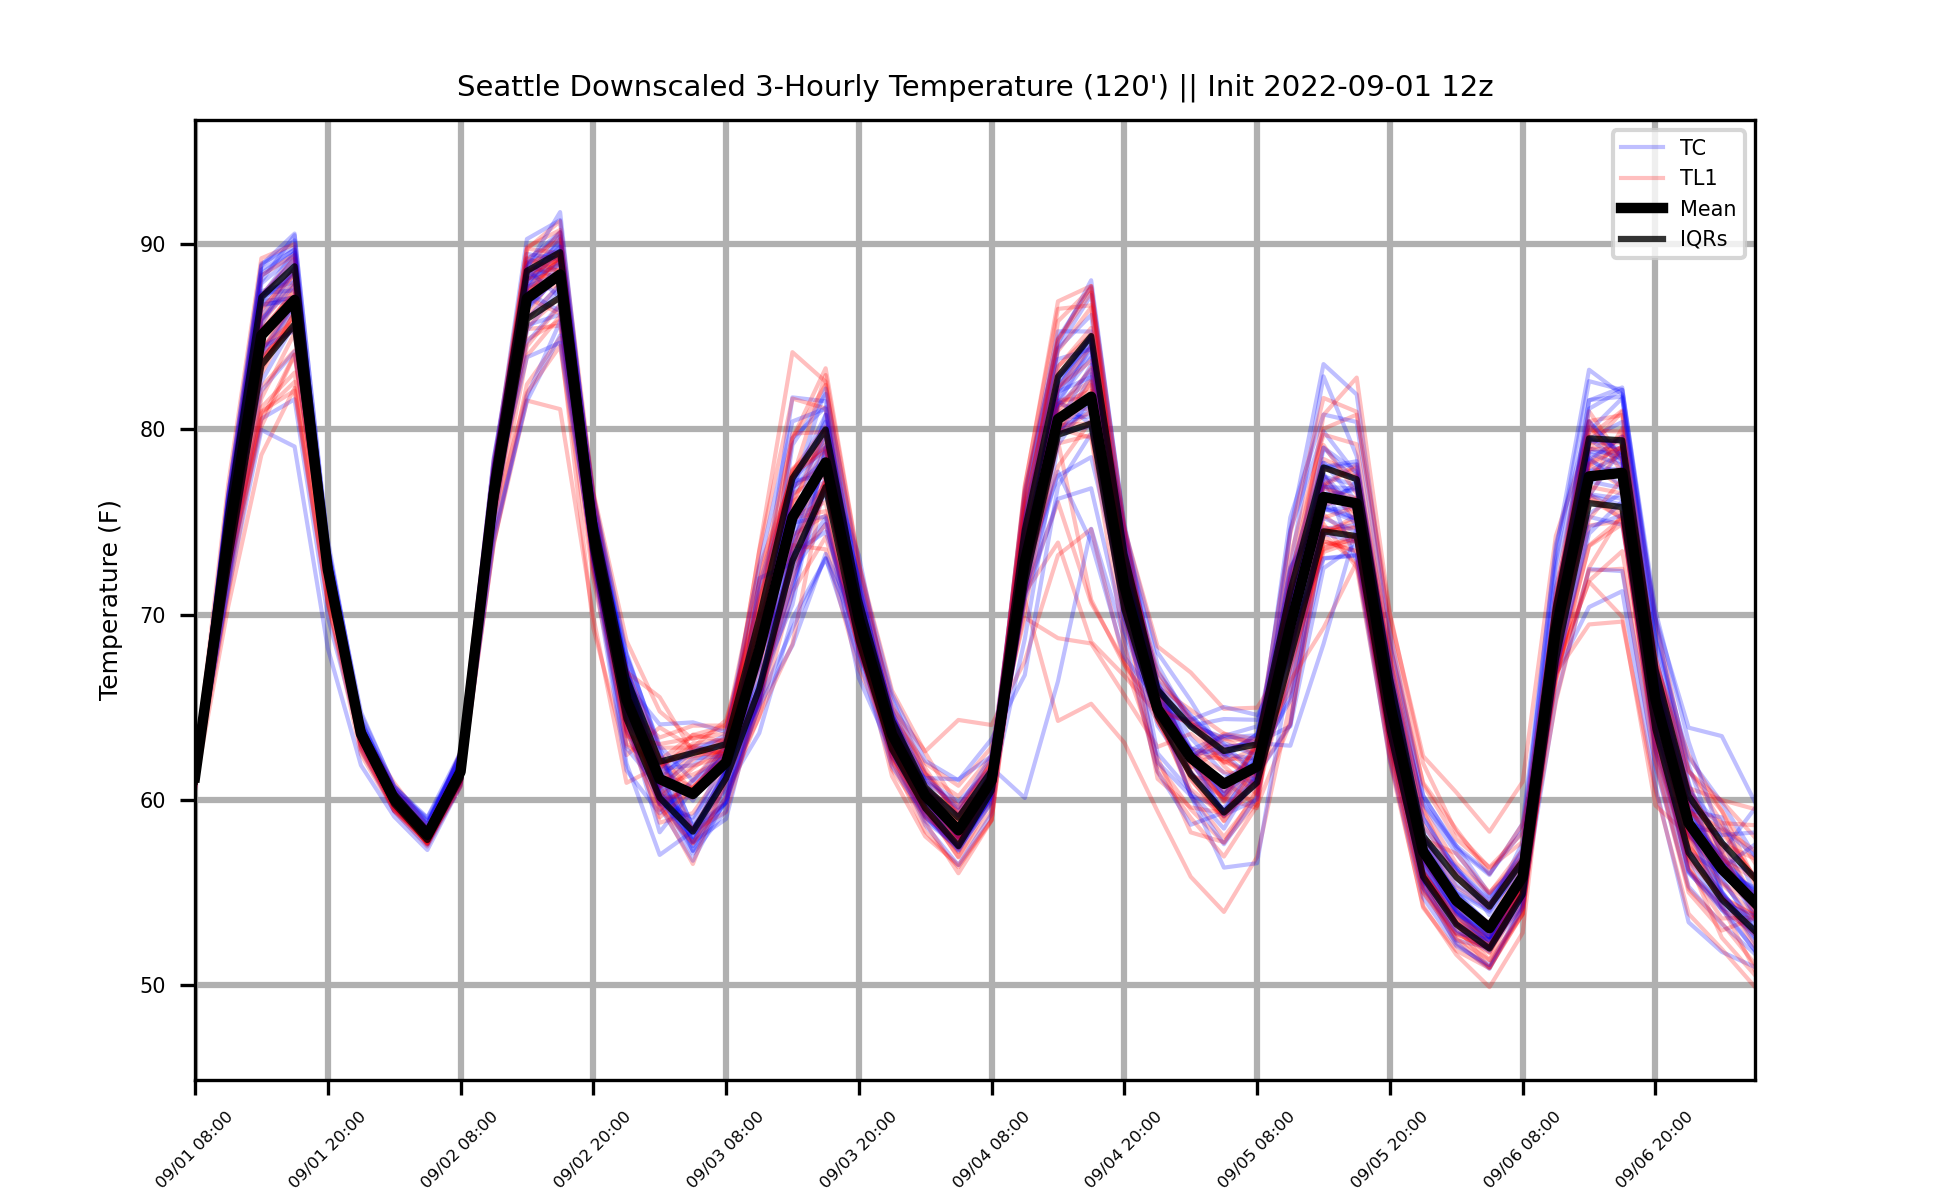 Seattle Downscaled 3-Hourly Temperature (120') || Init 2022-09-01 12z
TC
TL1
Mean
IQRs
Temperature (F)
90
80
70
60
50
09/01 08:00
09/01 20:00
09/02 08:00
09/02 20:00
09/03 08:00
09/03 20:00
09/04 08:00
09/04 20:00
09/05 08:00
09/05 20:00
09/06 08:00
09/06 20:00